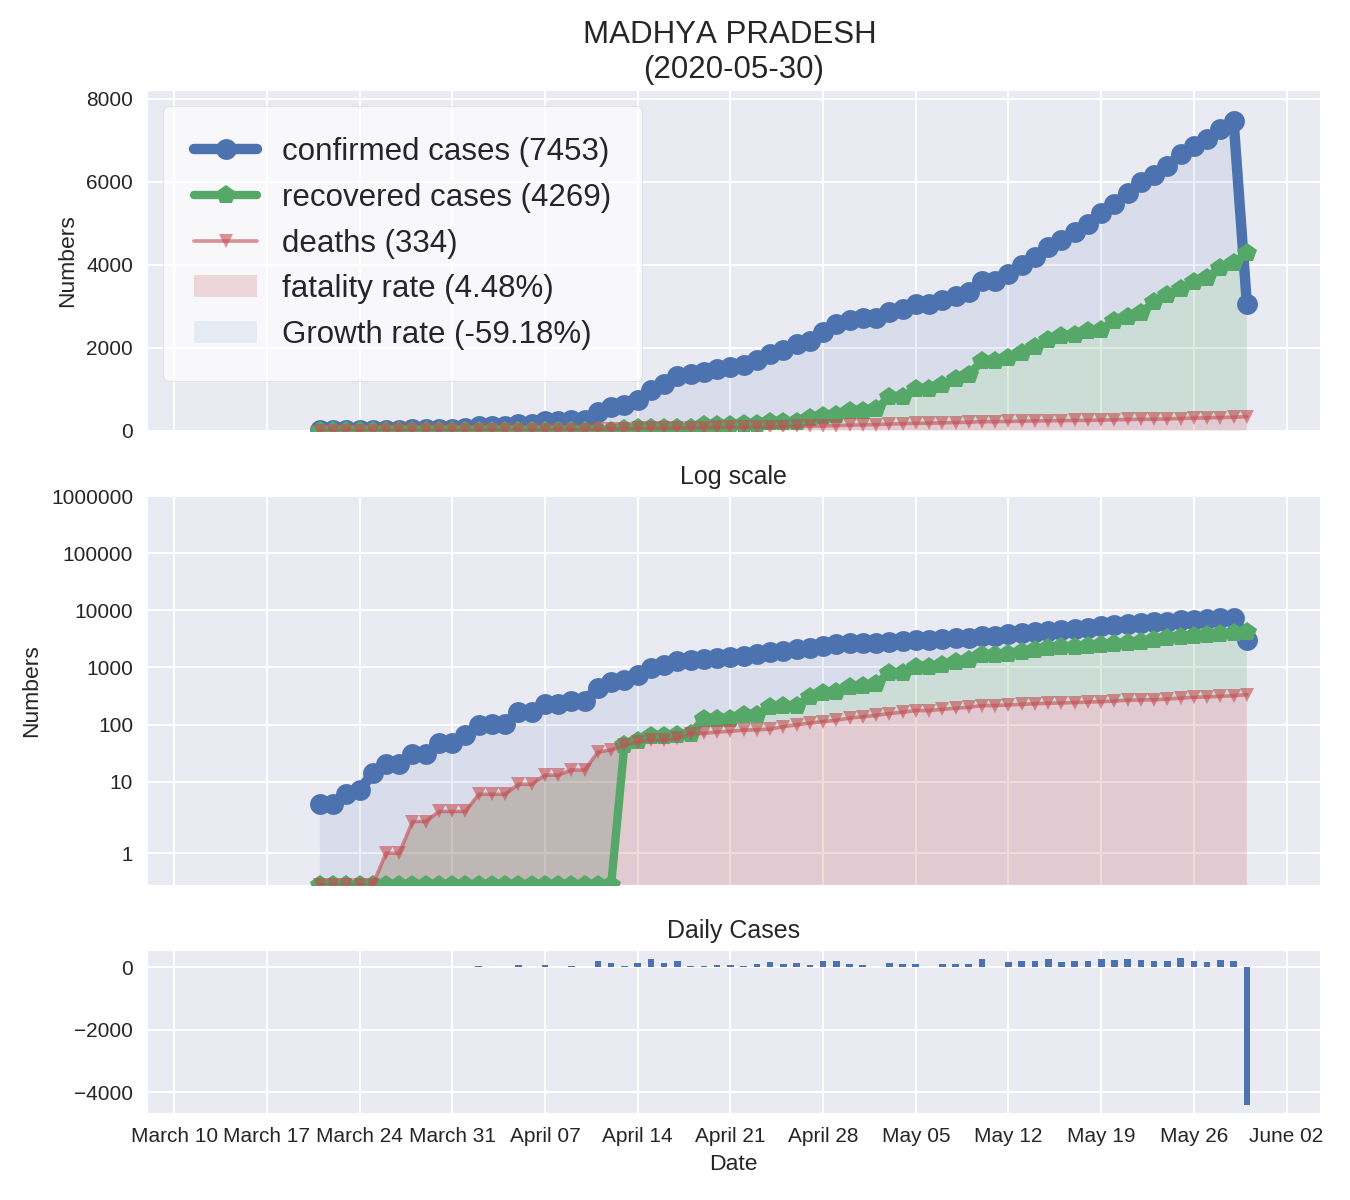 MADHYA PRADESH
(2020-05-30)
8000
6000
4000
2000
0
Numbers
confirmed cases (7453)
recovered cases (4269)
deaths (334)
fatality rate (4.48%)
Growth rate (-59.18%)
Log scale
1000000
100000
10000
1000
100
10
1
Numbers
Daily Cases
0
−2000
−4000
March 10 March 17 March 24 March 31 April 07 April 14 April 21 April 28 May 05 May 12 May 19 May 26 June 02
Date